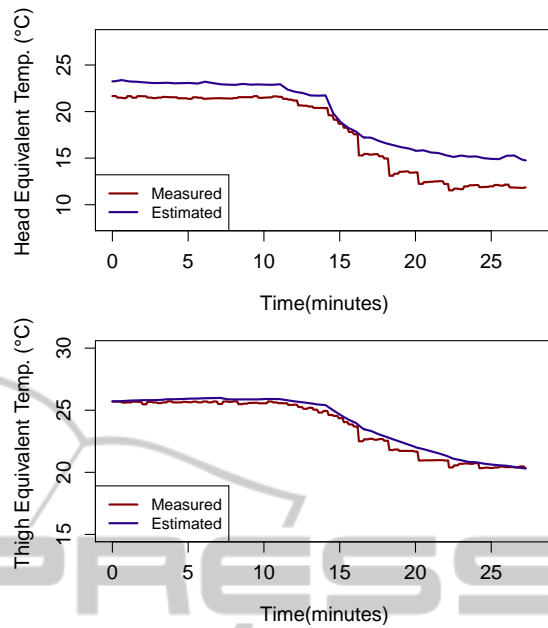 Head Equivalent Temp. (°C)
25
20
15
10
Measured
Estimated
0 5 10 15 20 25
Time(minutes)
Thigh Equivalent Temp. (°C)
30
25
20
15
Measured
Estimated
0 5 10 15 20 25
Time(minutes)
PRESS